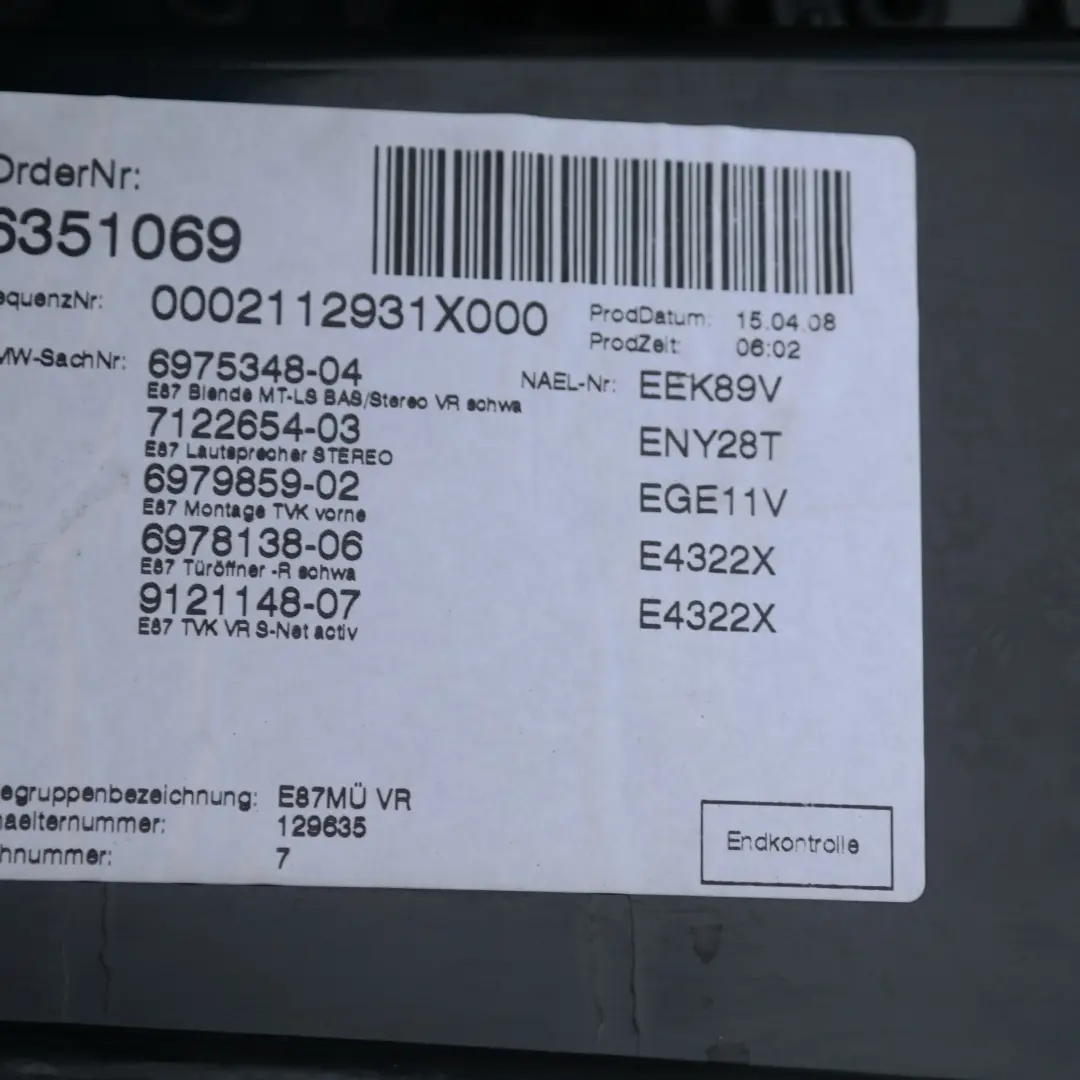 OrderNr:
6351069
equenzNr: 0002112931X000 ProdDatum: 15.04.08
ProdZeit: 06:02
MW-SachNr: 6975348-04 NAEL-Nr: EEK89V
E87 Blende MT-LS BAS/Stereo VR schwa
7122654-03 ENY28T
E87 Lautsprecher STEREO
6979859-02 EGE11V
E87 Montage TVK vorne
6978138-06 E4322X
E87 Türöffner -R schwa
9121148-07 E4322X
E87 TVK VR S-Net activ
egruppenbezeichnung: E87MÜ VR
aelternummer: 129635
hnummer: 7
Endkontrolle